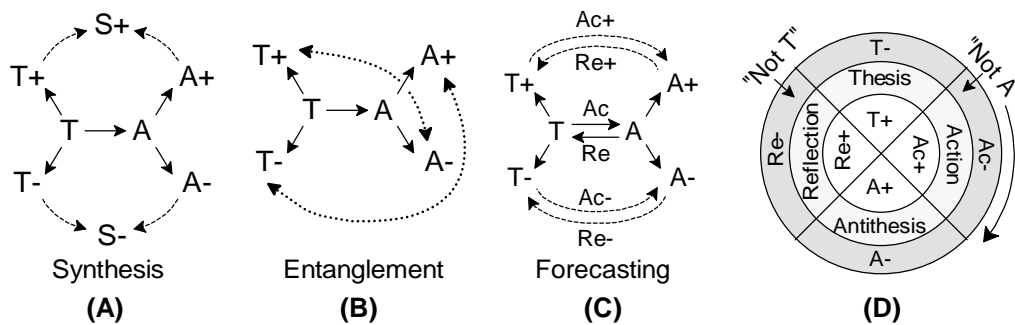 S+
T+ A+
T A
T- A-
S-
Synthesis
(A)
T+ A+
T A
T- A-
Entanglement
(B)
Ac+
Re+
T+ A+
Ac
T A
Re
T- A-
Ac-
Re-
Forecasting
(C)
"Not T" "Not A
T-
Thesis
T+
Re- Reflection Re+ Ac+ Action Ac-
A+
Antithesis
A-
(D)